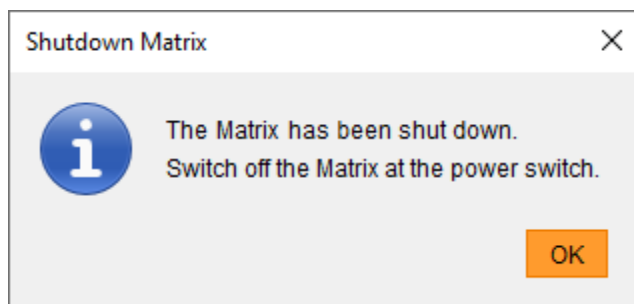 Shutdown Matrix
The Matrix has been shut down.
Switch off the Matrix at the power switch.
OK